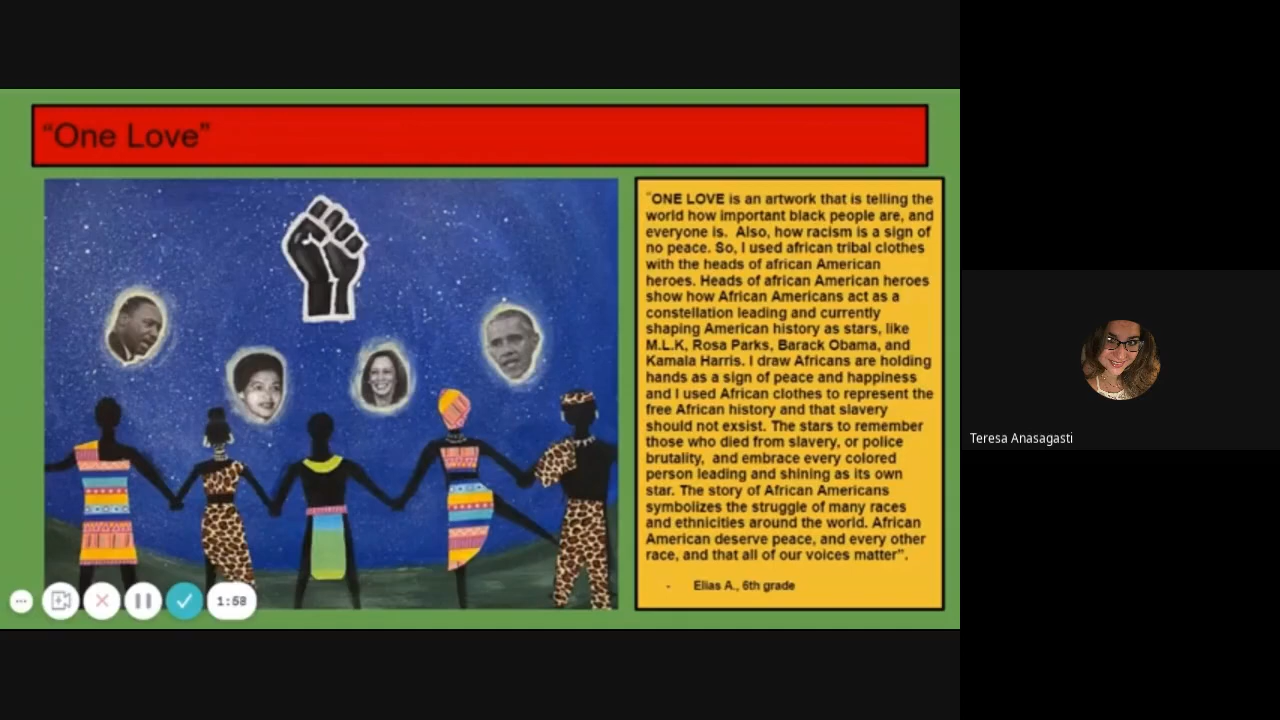 “One Love”
“ONE LOVE is an artwork that is telling the
world how important black people are, and
everyone is. Also, how racism is a sign of
no peace. So, I used african tribal clothes
with the heads of african American
heroes. Heads of african American heroes
show how African Americans act as a
constellation leading and currently
shaping American history as stars, like
M.L.K, Rosa Parks, Barack Obama, and
Kamala Harris. I draw Africans are holding
hands as a sign of peace and happiness
and I used African clothes to represent the
free African history and that slavery
should not exsist. The stars to remember
those who died from slavery, or police
brutality, and embrace every colored
person leading and shining as its own
star. The story of African Americans
symbolizes the struggle of many races
and ethnicities around the world. African
American deserve peace, and every other
race, and that all of our voices matter”.
- Elias A., 6th grade
1:58
Teresa Anasagasti